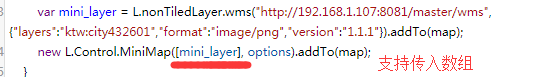 var mini_layer = L.nonTiledLayer.wms("http://192.168.1.107:8081/master/wms",
{"layers":"ktw:city432601","format":"image/png","version":"1.1.1"}).addTo(map);
new L.Control.MiniMap([mini_layer], options).addTo(map);
支持传入数组
}